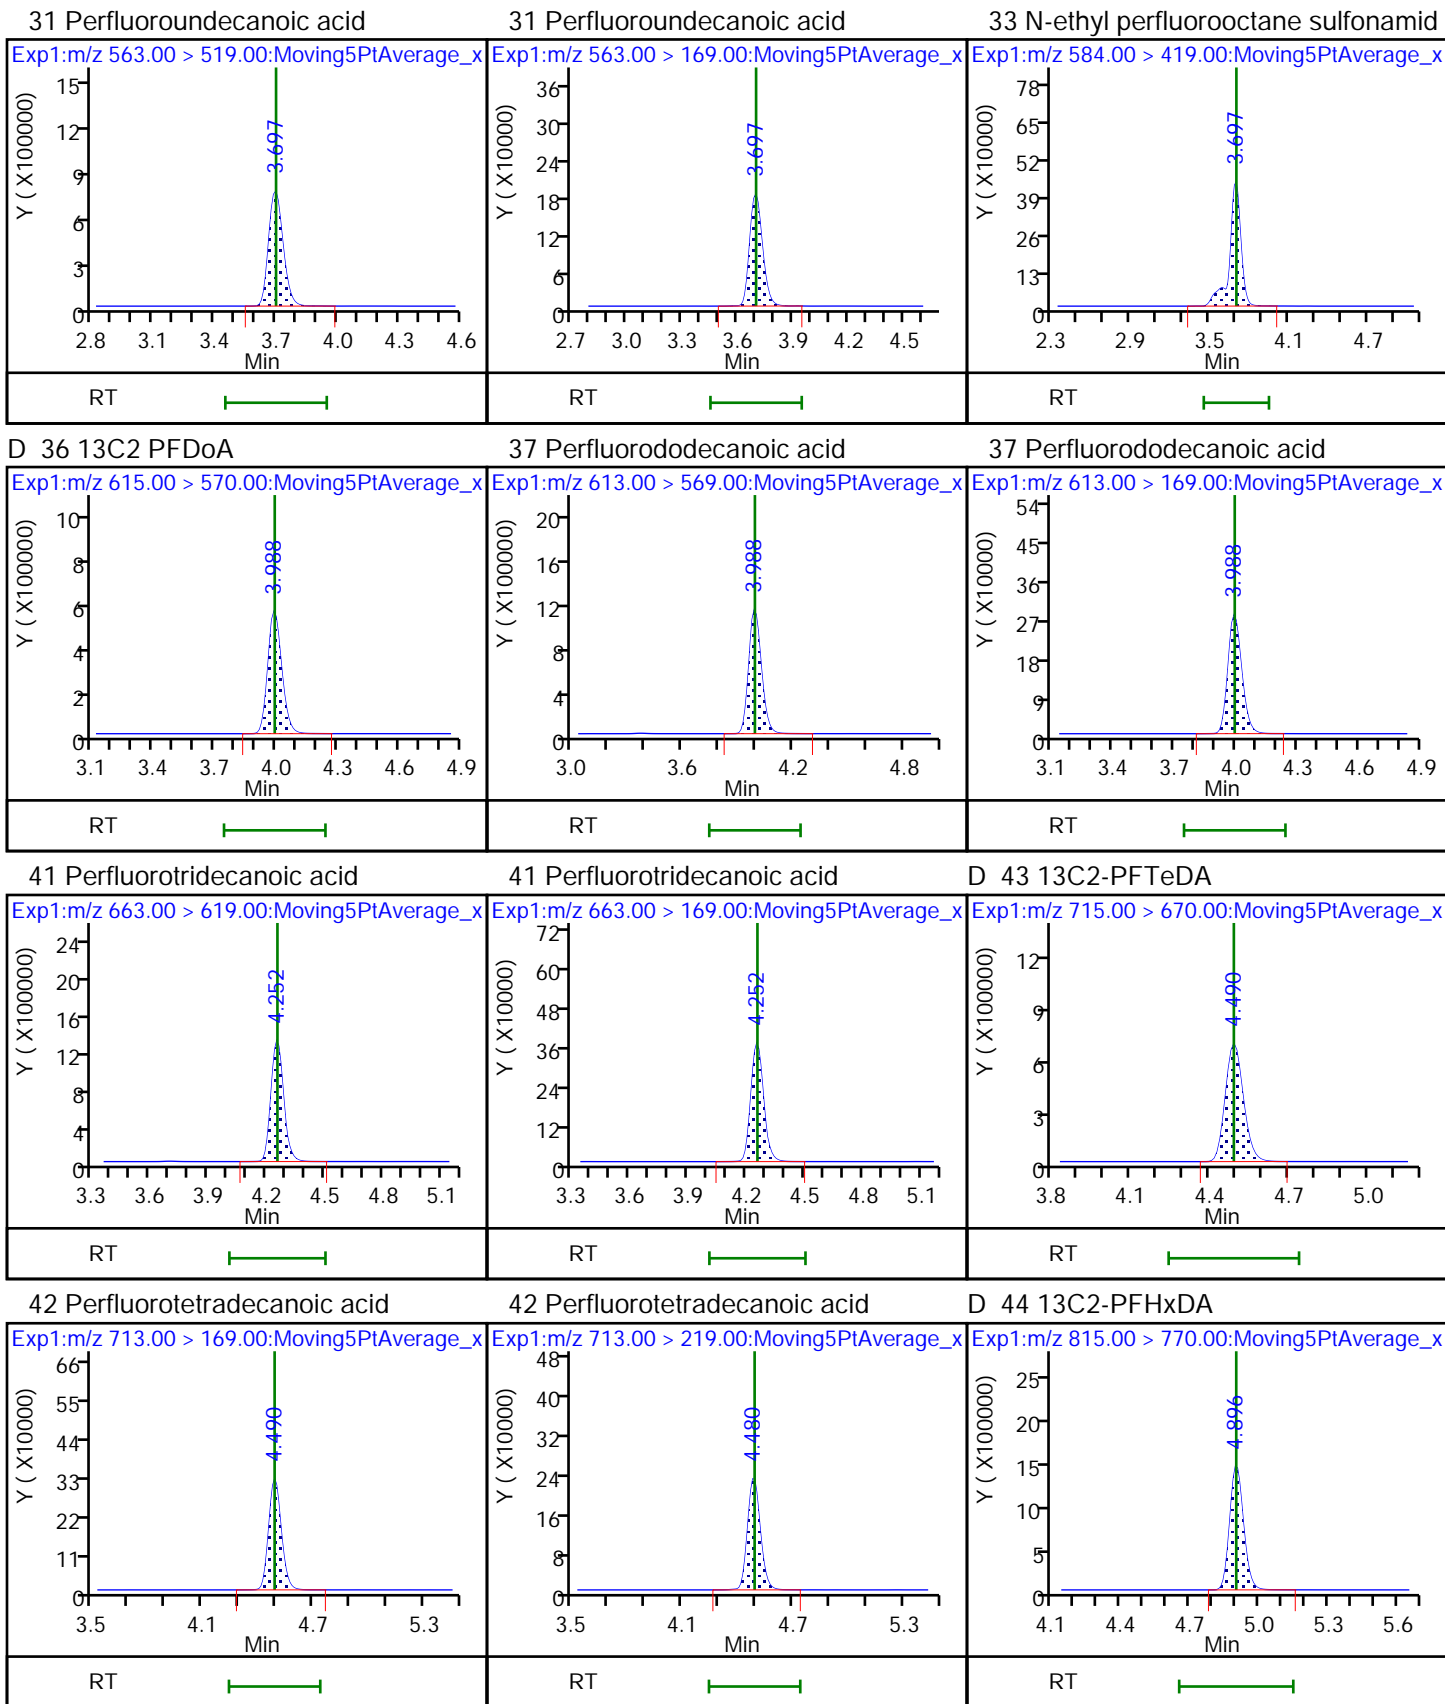 31 Perfluoroundecanoic acid
Exp1:m/z 563.00 > 519.00:Moving5PtAverage_x
Y ( X100000)
15
12
9
6
3
0
3.697
2.8 3.1 3.4 3.7 4.0 4.3 4.6
Min
RT
31 Perfluoroundecanoic acid
Exp1:m/z 563.00 > 169.00:Moving5PtAverage_x
Y ( X10000)
36
30
24
18
12
6
0
3.697
2.7 3.0 3.3 3.6 3.9 4.2 4.5
Min
RT
33 N-ethyl perfluorooctane sulfonamid
Exp1:m/z 584.00 > 419.00:Moving5PtAverage_x
Y ( X10000)
78
65
52
39
26
13
0
3.697
2.3 2.9 3.5 4.1 4.7
Min
RT
D 36 13C2 PFDoA
Exp1:m/z 615.00 > 570.00:Moving5PtAverage_x
Y ( X100000)
10
8
6
4
2
0
3.988
3.1 3.4 3.7 4.0 4.3 4.6 4.9
Min
RT
37 Perfluorododecanoic acid
Exp1:m/z 613.00 > 569.00:Moving5PtAverage_x
Y ( X100000)
20
16
12
8
4
0
3.988
3.0 3.6 4.2 4.8
Min
RT
37 Perfluorododecanoic acid
Exp1:m/z 613.00 > 169.00:Moving5PtAverage_x
Y ( X10000)
54
45
36
27
18
9
0
3.988
3.1 3.4 3.7 4.0 4.3 4.6 4.9
Min
RT
41 Perfluorotridecanoic acid
Exp1:m/z 663.00 > 619.00:Moving5PtAverage_x
Y ( X100000)
24
20
16
12
8
4
0
4.252
3.3 3.6 3.9 4.2 4.5 4.8 5.1
Min
RT
41 Perfluorotridecanoic acid
Exp1:m/z 663.00 > 169.00:Moving5PtAverage_x
Y ( X10000)
72
60
48
36
24
12
0
4.252
3.3 3.6 3.9 4.2 4.5 4.8 5.1
Min
RT
D 43 13C2-PFTeDA
Exp1:m/z 715.00 > 670.00:Moving5PtAverage_x
Y ( X100000)
12
9
6
3
0
4.490
3.8 4.1 4.4 4.7 5.0
Min
RT
42 Perfluorotetradecanoic acid
Exp1:m/z 713.00 > 169.00:Moving5PtAverage_x
Y ( X10000)
66
55
44
33
22
11
0
4.490
3.5 4.1 4.7 5.3
Min
RT
42 Perfluorotetradecanoic acid
Exp1:m/z 713.00 > 219.00:Moving5PtAverage_x
Y ( X10000)
48
40
32
24
16
8
0
4.480
3.5 4.1 4.7 5.3
Min
RT
D 44 13C2-PFHxDA
Exp1:m/z 815.00 > 770.00:Moving5PtAverage_x
Y ( X100000)
25
20
15
10
5
0
4.896
4.1 4.4 4.7 5.0 5.3 5.6
Min
RT